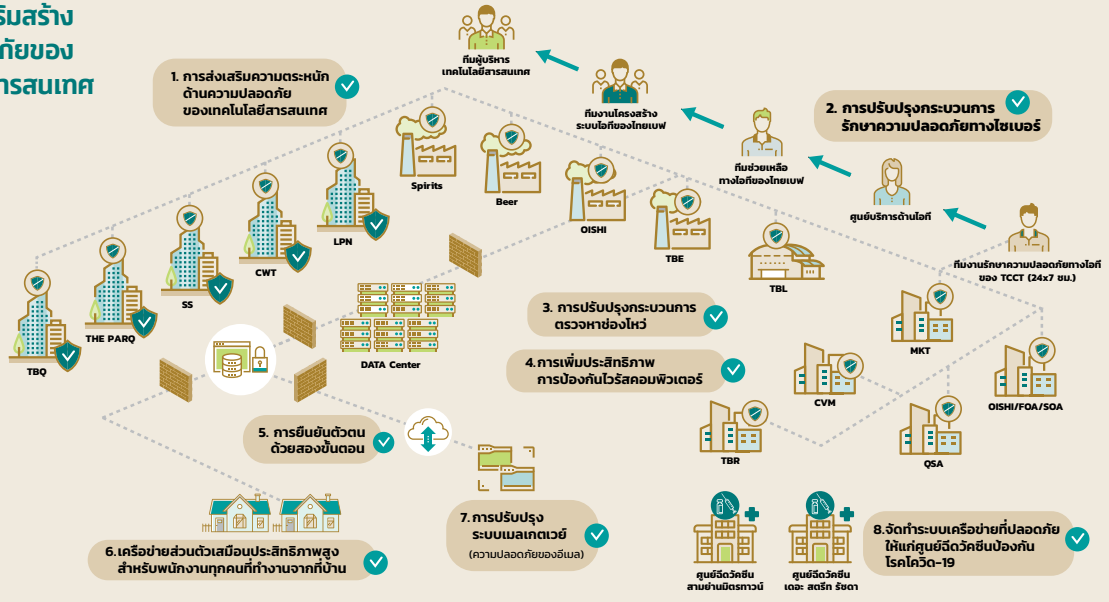 ริมสร้าง
ภัยของ
ารสนเทศ
ทีมผู้บริหาร
เทคโนโลยีสารสนเทศ
1. การส่งเสริมความตระหนัก
ด้านความปลอดภัย
ของเทคโนโลยีสารสนเทศ
ทีมงานโครงสร้าง
ระบบไอทีของไทยเบฟ
2. การปรับปรุงกระบวนการ
รักษาความปลอดภัยทางไซเบอร์
ทีมช่วยเหลือ
ทางไอทีของไทยเบฟ
ศูนย์บริการด้านไอที
ทีมงานรักษาความปลอดภัยทางไอที
ของ TCCT (24x7 ชม.)
Spirits
Beer
OISHI
TBE
TBL
LPN
CWT
SS
THE PARQ
TBQ
DATA Center
3. การปรับปรุงกระบวนการ
ตรวจหาช่องโหว่
4. การเพิ่มประสิทธิภาพ
การป้องกันไวรัสคอมพิวเตอร์
MKT
CVM
OISHI/FOA/SOA
TBR
QSA
5. การยืนยันตัวตน
ด้วยสองขั้นตอน
6. เครือข่ายส่วนตัวเสมือนประสิทธิภาพสูง
สำหรับพนักงานทุกคนที่ทำงานจากที่บ้าน
7. การปรับปรุง
ระบบเมลเกตเวย์
(ความปลอดภัยของอีเมล)
ศูนย์ฉีดวัคซีน
สามย่านมิตรทาวน์
ศูนย์ฉีดวัคซีน
เดอะ สตรีท รัชดา
8. จัดทำระบบเครือข่ายที่ปลอดภัย
ให้แก่ศูนย์ฉีดวัคซีนป้องกัน
โรคโควิด-19